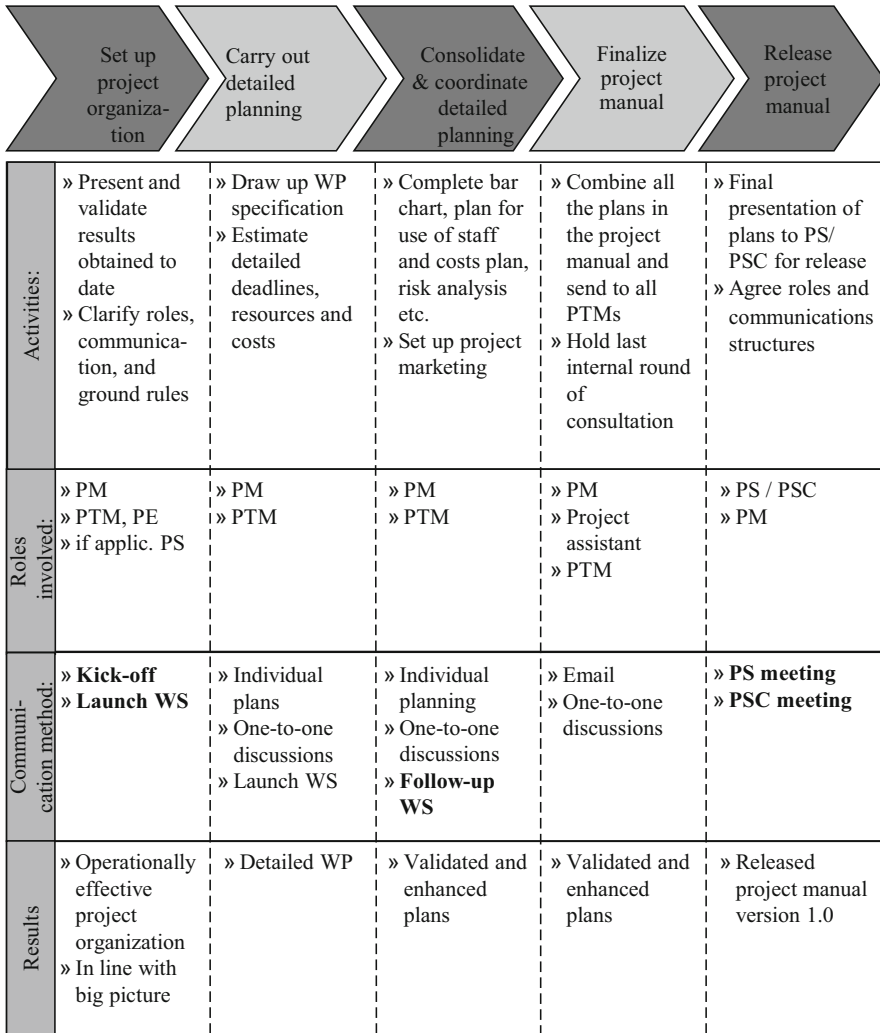 Set up
project
organiza-
tion
Carry out
detailed
planning
Consolidate
& coordinate
detailed
planning
Finalize
project
manual
Release
project
manual
Activities:
» Present and
validate
results
obtained to
date
» Clarify roles,
communica-
tion, and
ground rules
» Draw up WP
specification
» Estimate
detailed
deadlines,
resources and
costs
» Complete bar
chart, plan for
use of staff
and costs plan,
risk analysis
etc.
» Set up project
marketing
» Combine all
the plans in
the project
manual and
send to all
PTMs
» Hold last
internal round
of
consultation
» Final
presentation of
plans to PS/
PSC for release
» Agree roles and
communications
structures
Roles
involved:
» PM
» PTM, PE
» if applic. PS
» PM
» PTM
» PM
» PTM
» PM
» Project
assistant
» PTM
» PS / PSC
» PM
Communi-
cation method:
» Kick-off
» Launch WS
» Individual
plans
» One-to-one
discussions
» Launch WS
» Individual
planning
» One-to-one
discussions
» Follow-up
WS
» Email
» One-to-one
discussions
» PS meeting
» PSC meeting
Results
» Operationally
effective
project
organization
» In line with
big picture
» Detailed WP
» Validated and
enhanced
plans
» Validated and
enhanced
plans
» Released
project manual
version 1.0